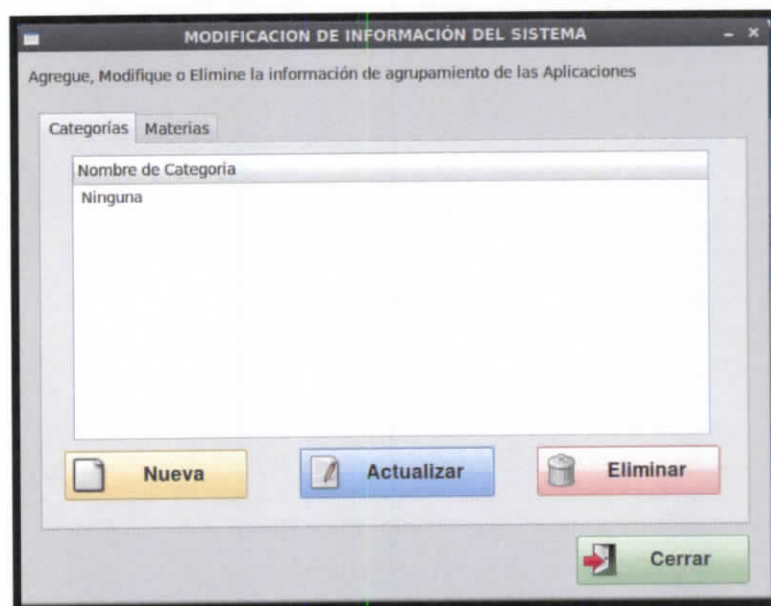 MODIFICACION DE INFORMACIÓN DEL SISTEMA
Agregue, Modifique o Elimine la información de agrupamiento de las Aplicaciones
Categorías Materias
Nombre de Categoria
Ninguna
Nueva Actualizar Eliminar
Cerrar